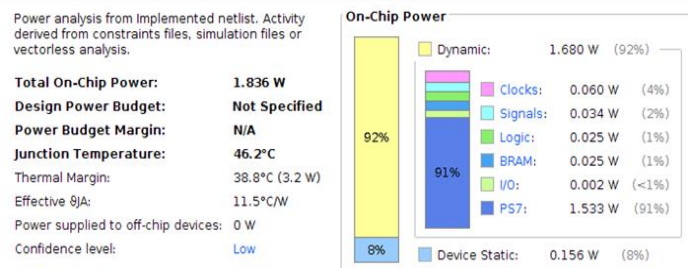 Power analysis from Implemented netlist. Activity
derived from constraints files, simulation files or
vectorless analysis.
Total On-Chip Power: 1.836 W
Design Power Budget: Not Specified
Power Budget Margin: N/A
Junction Temperature: 46.2°C
Thermal Margin: 38.8°C (3.2 W)
Effective ϑJA: 11.5°C/W
Power supplied to off-chip devices: 0 W
Confidence level: Low
On-Chip Power
Dynamic: 1.680 W (92%)
Clocks: 0.060 W (4%)
Signals: 0.034 W (2%)
Logic: 0.025 W (1%)
BRAM: 0.025 W (1%)
I/O: 0.002 W (<1%)
PS7: 1.533 W (91%)
Device Static: 0.156 W (8%)
92%
91%
8%